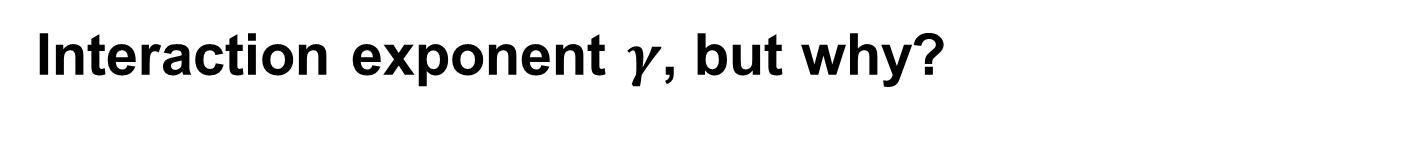 Interaction exponent γ, but why?